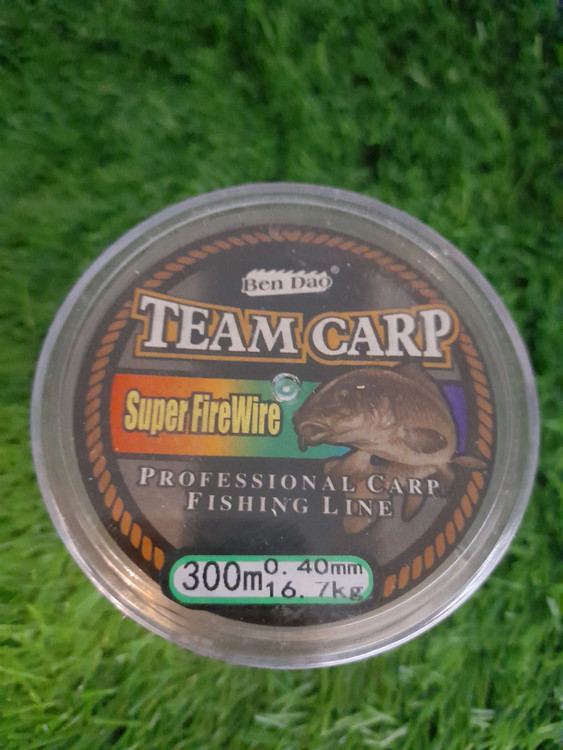 Ben Dao®
TEAM CARP
Super FireWire
PROFESSIONAL CARP
FISHING LINE
300m 0.40mm
16.7kg